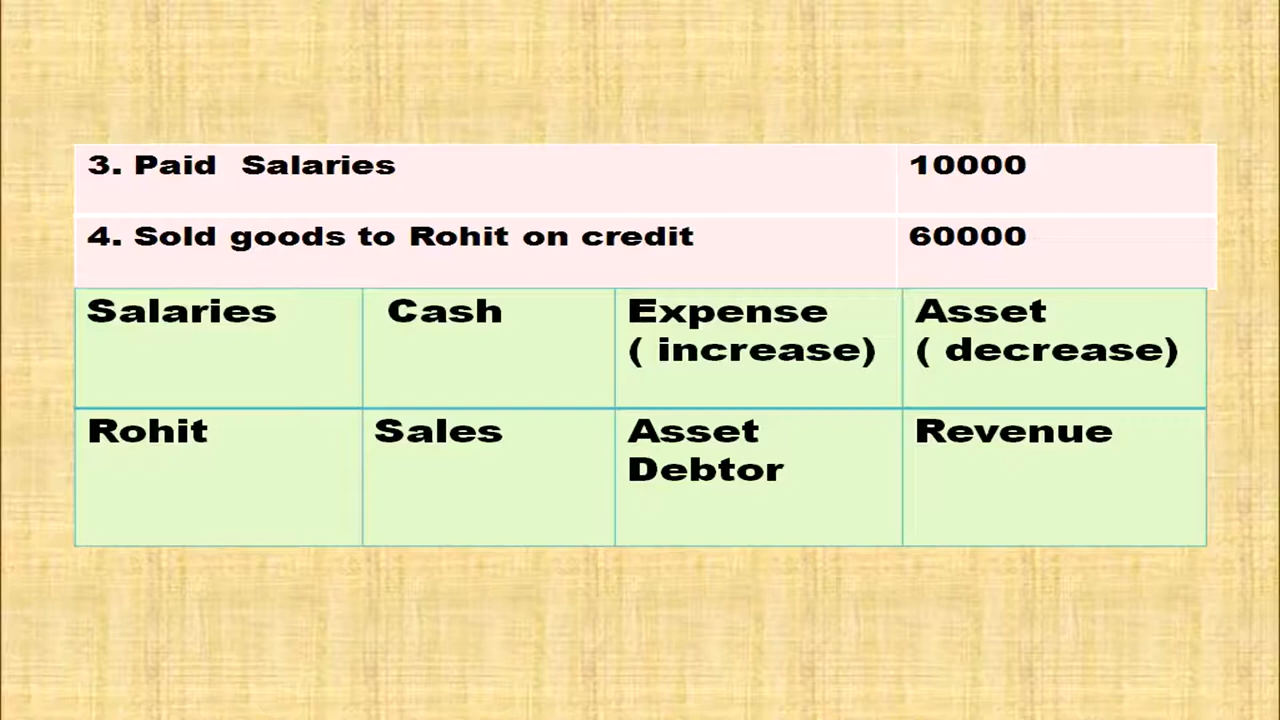 3. Paid Salaries 10000
4. Sold goods to Rohit on credit 60000
Salaries Cash Expense Asset
( increase) ( decrease)
Rohit Sales Asset Revenue
Debtor